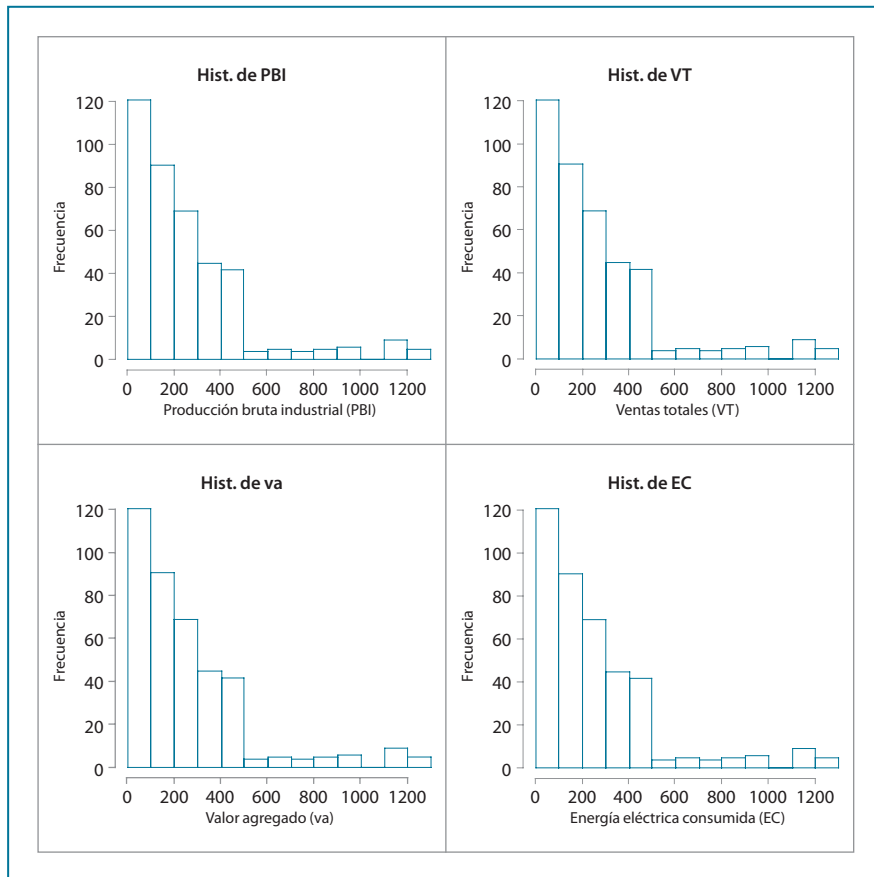 Hist. de PBI
120
100
80
60
40
20
0
Frecuencia
0 200 400 600 800 1000 1200
Producción bruta industrial (PBI)
Hist. de VT
120
100
80
60
40
20
0
Frecuencia
0 200 400 600 800 1000 1200
Ventas totales (VT)
Hist. de va
120
100
80
60
40
20
0
Frecuencia
0 200 400 600 800 1000 1200
Valor agregado (va)
Hist. de EC
120
100
80
60
40
20
0
Frecuencia
0 200 400 600 800 1000 1200
Energía eléctrica consumida (EC)